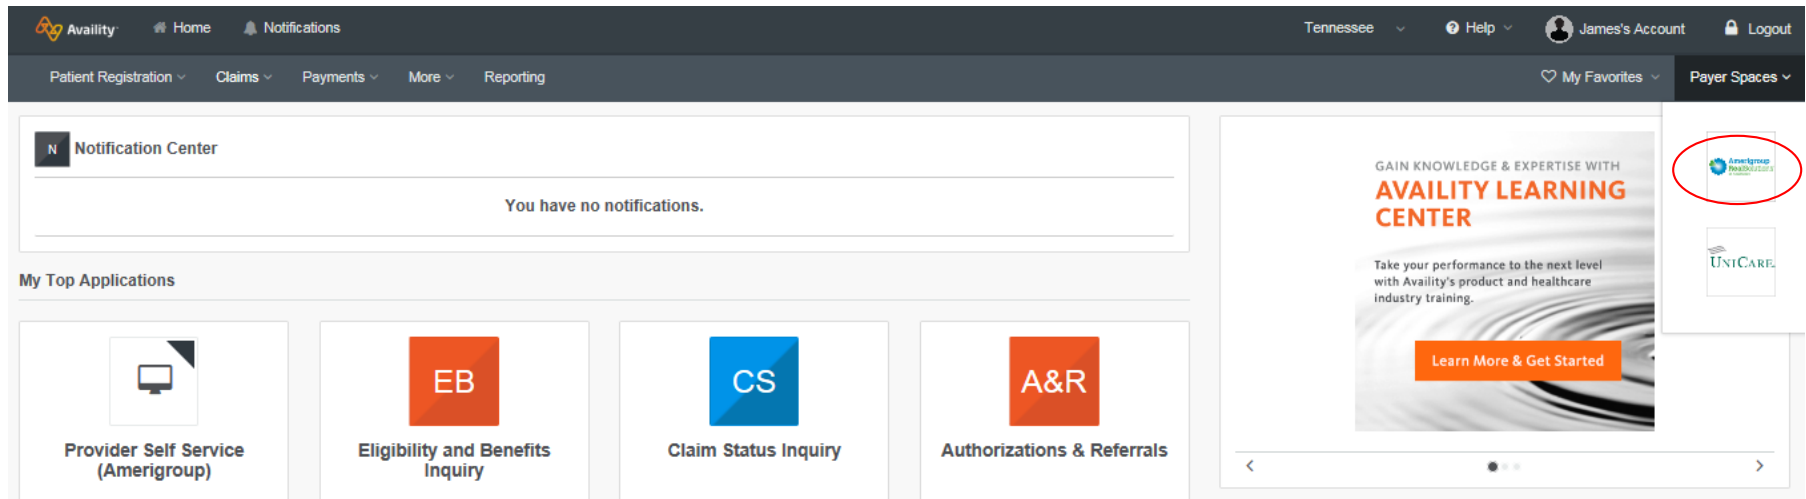 Availity Home Notifications Tennessee Help James's Account Logout
Patient Registration Claims Payments More Reporting My Favorites Payer Spaces
N Notification Center
You have no notifications.
My Top Applications
Provider Self Service
(Amerigroup)
EB
Eligibility and Benefits
Inquiry
CS
Claim Status Inquiry
A&R
Authorizations & Referrals
GAIN KNOWLEDGE & EXPERTISE WITH
AVAILITY LEARNING
CENTER
Take your performance to the next level
with Availity's product and healthcare
industry training.
Learn More & Get Started
Amerigroup
RealSolutions
UNICARE